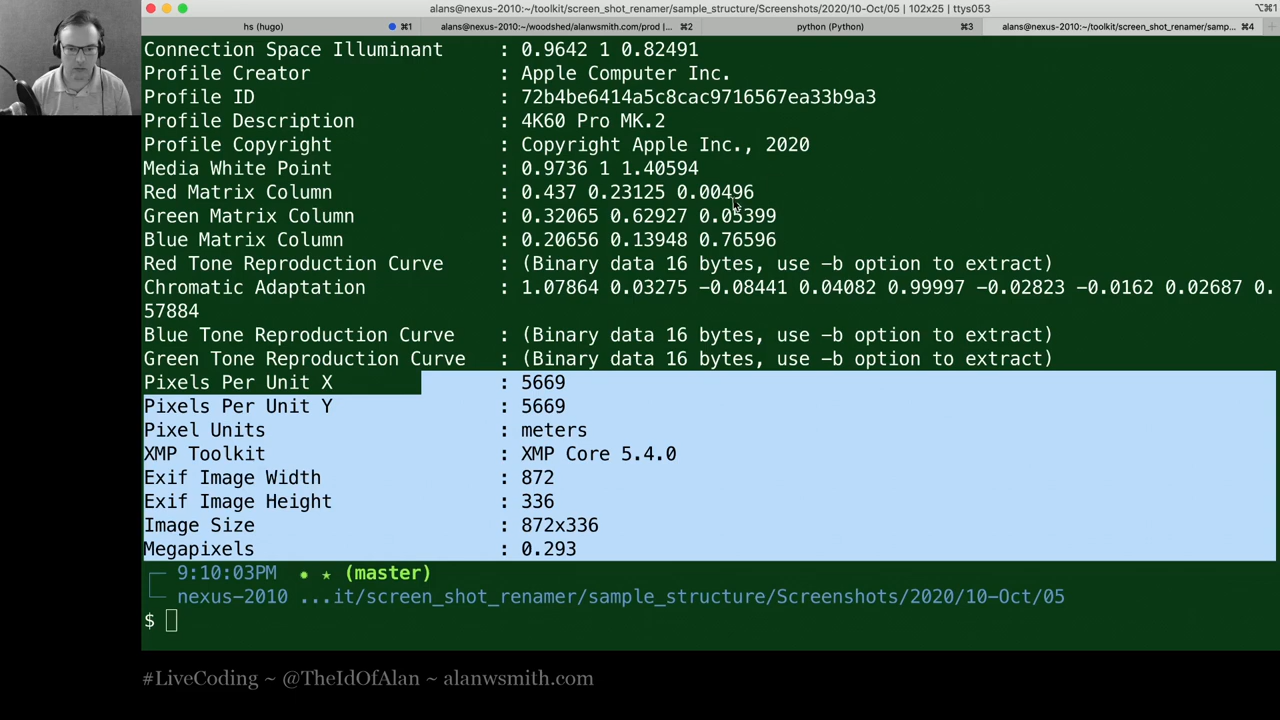 alans@nexus-2010:~/toolkit/screen_shot_renamer/sample_structure/Screenshots/2020/10-Oct/05 | 102x25 | ttys053
⌥⌘1
hs (hugo) ⌘1 alans@nexus-2010:~/woodshed/alanwsmith.com/prod |... ⌘2 python (Python) ⌘3 alans@nexus-2010:~/toolkit/screen_shot_renamer/samp... ⌘4
Connection Space Illuminant : 0.9642 1 0.82491
Profile Creator : Apple Computer Inc.
Profile ID : 72b4be6414a5c8cac9716567ea33b9a3
Profile Description : 4K60 Pro MK.2
Profile Copyright : Copyright Apple Inc., 2020
Media White Point : 0.9736 1 1.40594
Red Matrix Column : 0.437 0.23125 0.00496
Green Matrix Column : 0.32065 0.62927 0.05399
Blue Matrix Column : 0.20656 0.13948 0.76596
Red Tone Reproduction Curve : (Binary data 16 bytes, use -b option to extract)
Chromatic Adaptation : 1.07864 0.03275 -0.08441 0.04082 0.99997 -0.02823 -0.0162 0.02687 0.
57884
Blue Tone Reproduction Curve : (Binary data 16 bytes, use -b option to extract)
Green Tone Reproduction Curve : (Binary data 16 bytes, use -b option to extract)
Pixels Per Unit X : 5669
Pixels Per Unit Y : 5669
Pixel Units : meters
XMP Toolkit : XMP Core 5.4.0
Exif Image Width : 872
Exif Image Height : 336
Image Size : 872x336
Megapixels : 0.293
9:10:03PM ● ★ (master)
nexus-2010 ...it/screen_shot_renamer/sample_structure/Screenshots/2020/10-Oct/05
$
#LiveCoding ~ @TheIdOfAlan ~ alanwsmith.com